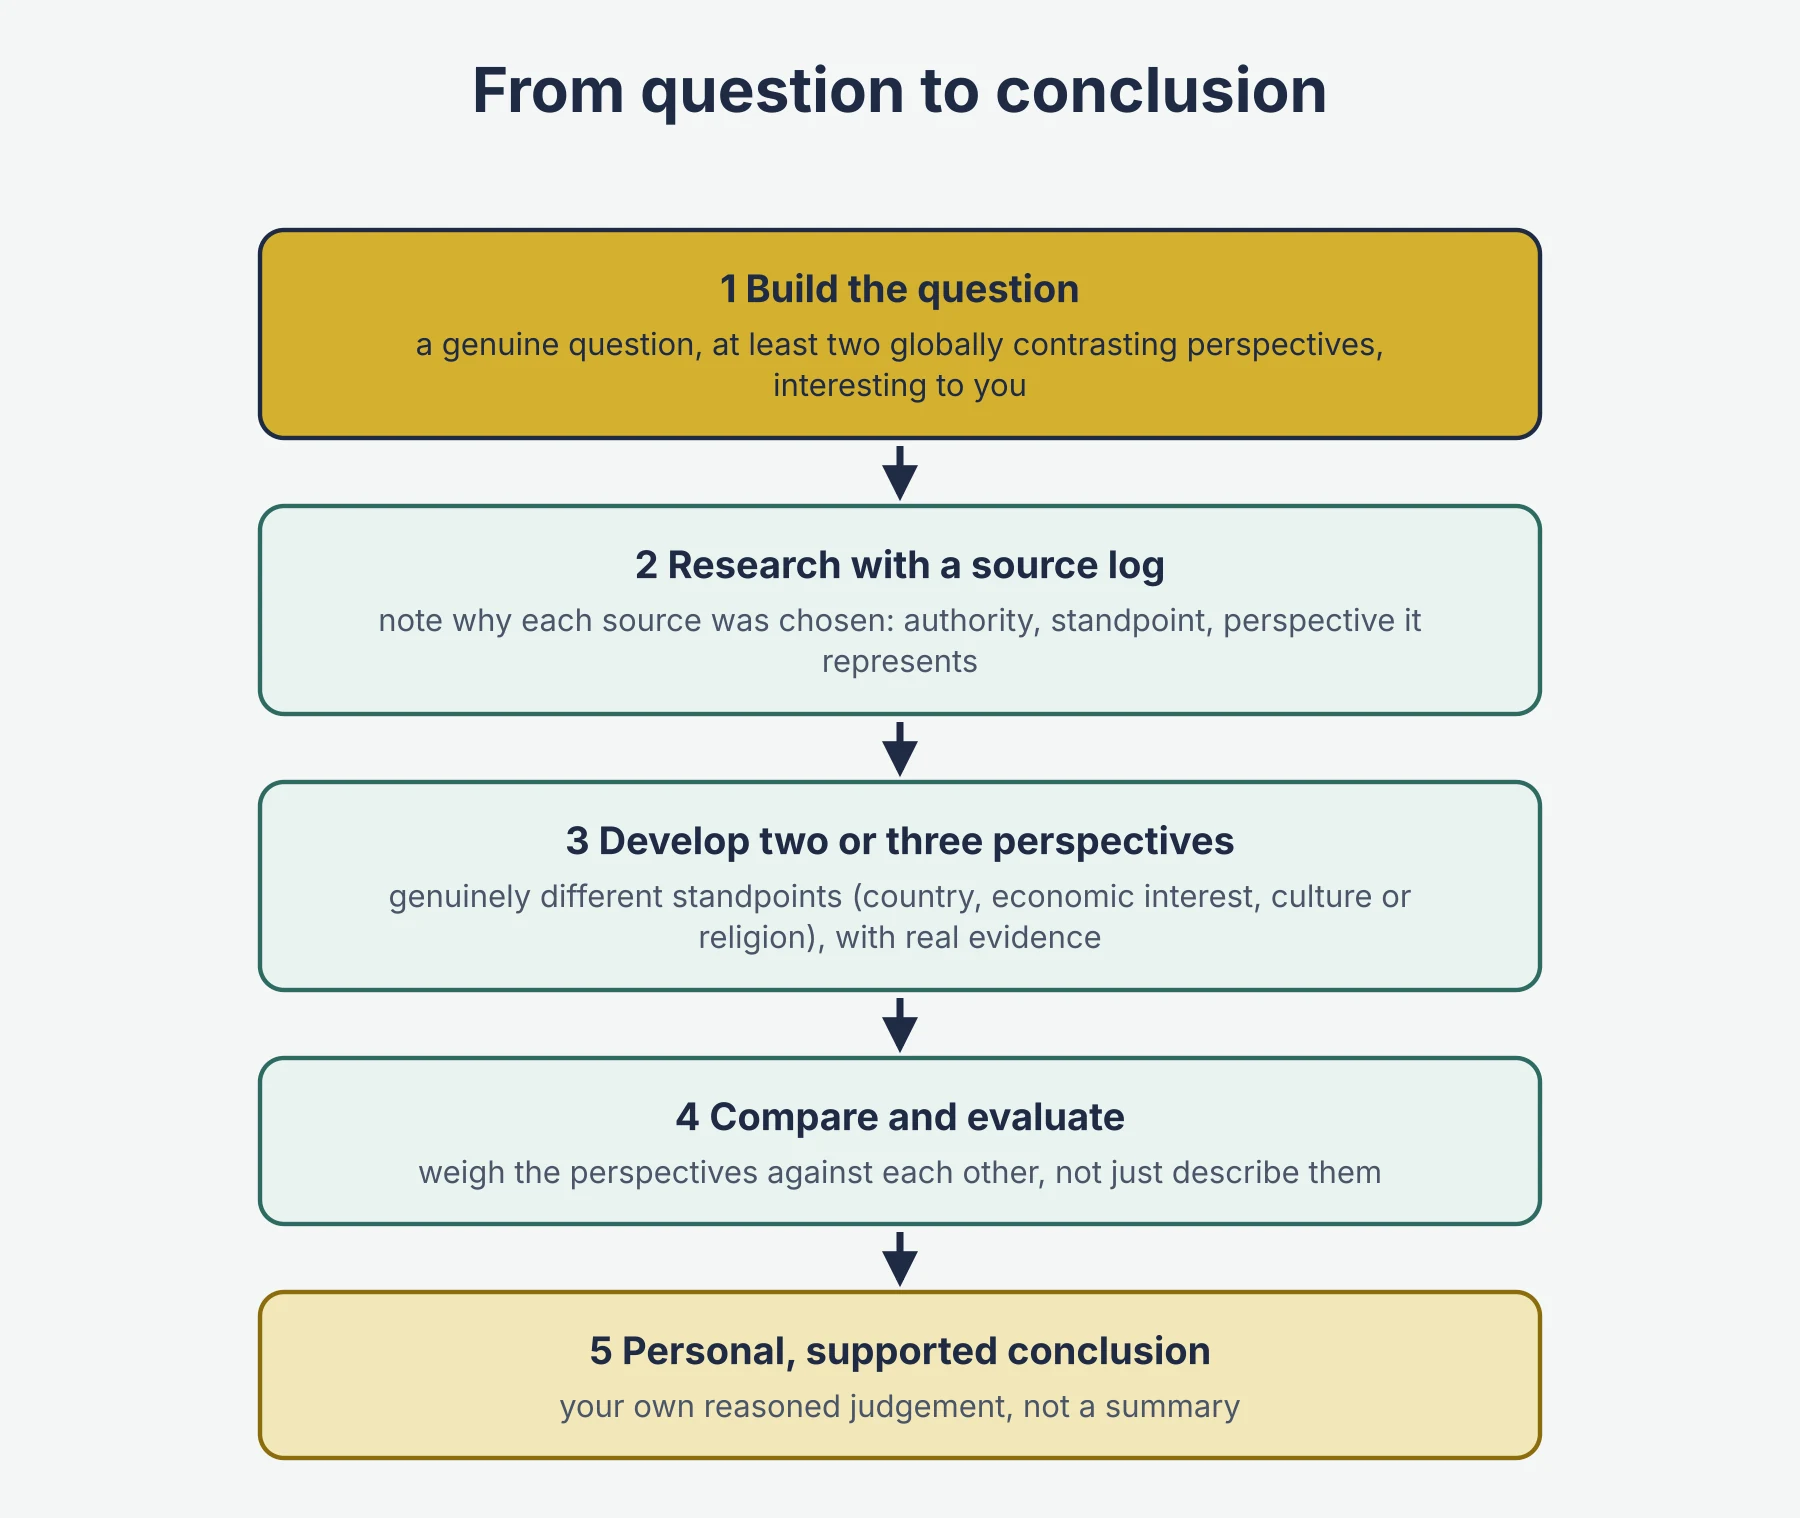 From question to conclusion
1 Build the question
a genuine question, at least two globally contrasting perspectives,
interesting to you
2 Research with a source log
note why each source was chosen: authority, standpoint, perspective it
represents
3 Develop two or three perspectives
genuinely different standpoints (country, economic interest, culture or
religion), with real evidence
4 Compare and evaluate
weigh the perspectives against each other, not just describe them
5 Personal, supported conclusion
your own reasoned judgement, not a summary